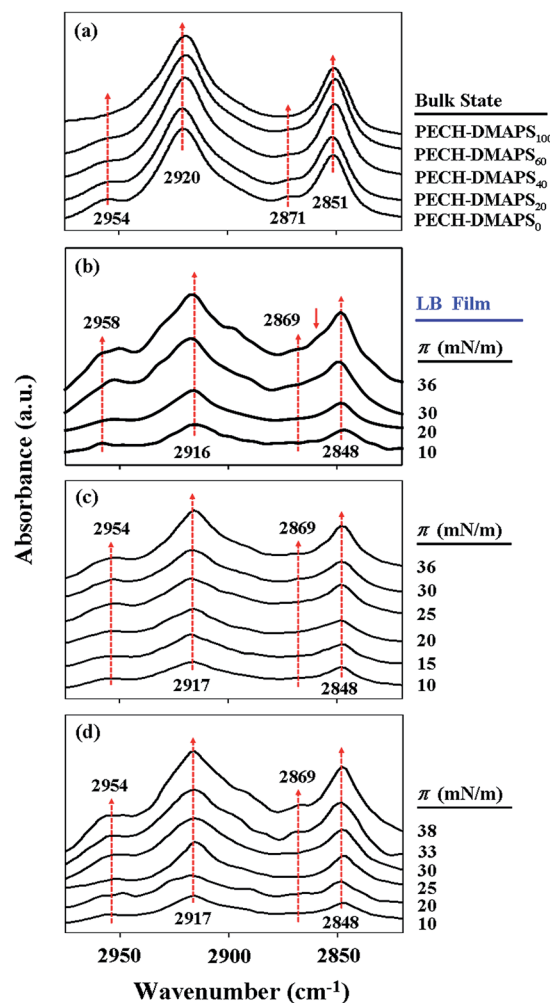 (a)
2954
2920
2871
2851
Bulk State
PECH-DMAPS100
PECH-DMAPS60
PECH-DMAPS40
PECH-DMAPS20
PECH-DMAPS0
(b)
2958
2869
2916
2848
LB Film
π (mN/m)
36
30
20
10
(c)
2954
2869
2917
2848
π (mN/m)
36
30
25
20
15
10
(d)
2954
2869
2917
2848
π (mN/m)
38
33
30
25
20
10
Absorbance (a.u.)
2950
2900
2850
Wavenumber (cm-1)